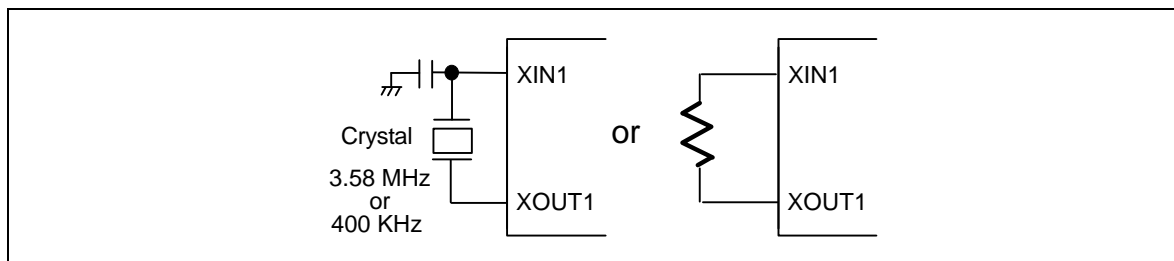 XIN1
Crystal
3.58 MHz
or
400 KHz
XOUT1
or
XIN1
XOUT1